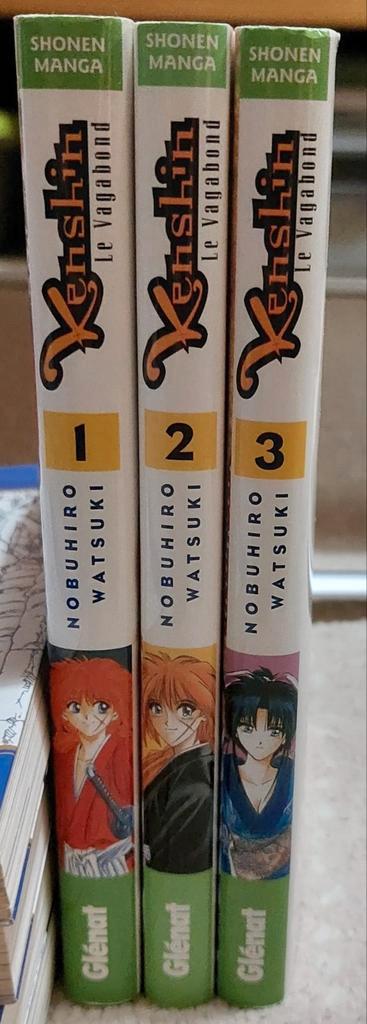 SHONEN
MANGA
Kenshin
Le Vagabond
1
NOBUHIRO
WATSUKI
Glénat
SHONEN
MANGA
Kenshin
Le Vagabond
2
NOBUHIRO
WATSUKI
Glénat
SHONEN
MANGA
Kenshin
Le Vagabond
3
NOBUHIRO
WATSUKI
Glénat